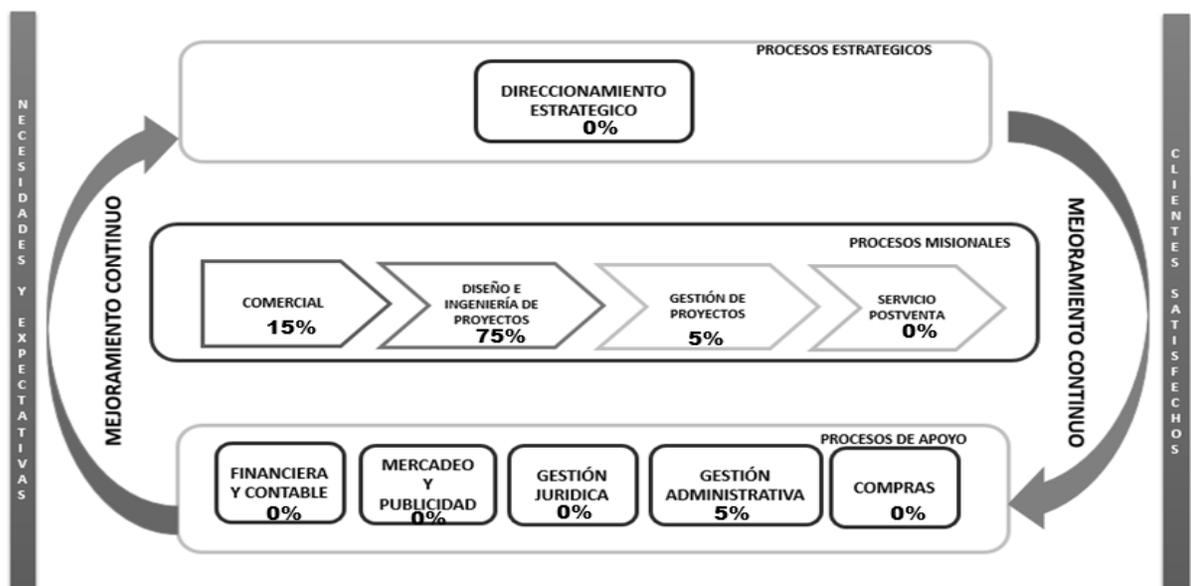 NECESIDADES Y EXPECTATIVAS
MEJORAMIENTO CONTINUO
PROCESOS ESTRATEGICOS
DIRECCIONAMIENTO
ESTRATEGICO
0%
PROCESOS MISIONALES
COMERCIAL
15%
DISEÑO E
INGENIERÍA DE
PROYECTOS
75%
GESTIÓN DE
PROYECTOS
5%
SERVICIO
POSTVENTA
0%
PROCESOS DE APOYO
FINANCIERA
Y CONTABLE
0%
MERCADEO
Y
PUBLICIDAD
0%
GESTIÓN
JURIDICA
0%
GESTIÓN
ADMINISTRATIVA
5%
COMPRAS
0%
MEJORAMIENTO CONTINUO
CLIENTES SATISFECHOS